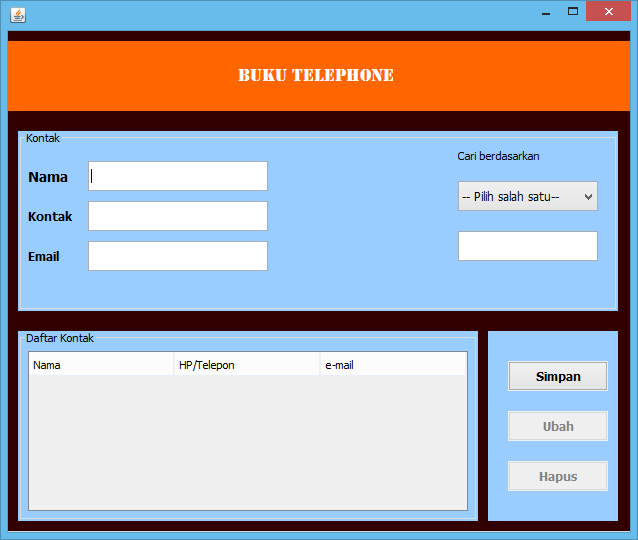 BUKU TELEPHONE
Kontak
Cari berdasarkan
Nama
-- Pilih salah satu--
Kontak
Email
Daftar Kontak
Nama HP/Telepon e-mail
Simpan
Ubah
Hapus